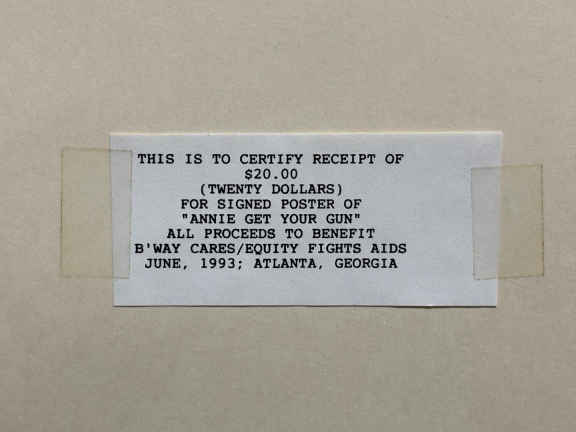 THIS IS TO CERTIFY RECEIPT OF
$20.00
(TWENTY DOLLARS)
FOR SIGNED POSTER OF
"ANNIE GET YOUR GUN"
ALL PROCEEDS TO BENEFIT
B'WAY CARES/EQUITY FIGHTS AIDS
JUNE, 1993; ATLANTA, GEORGIA